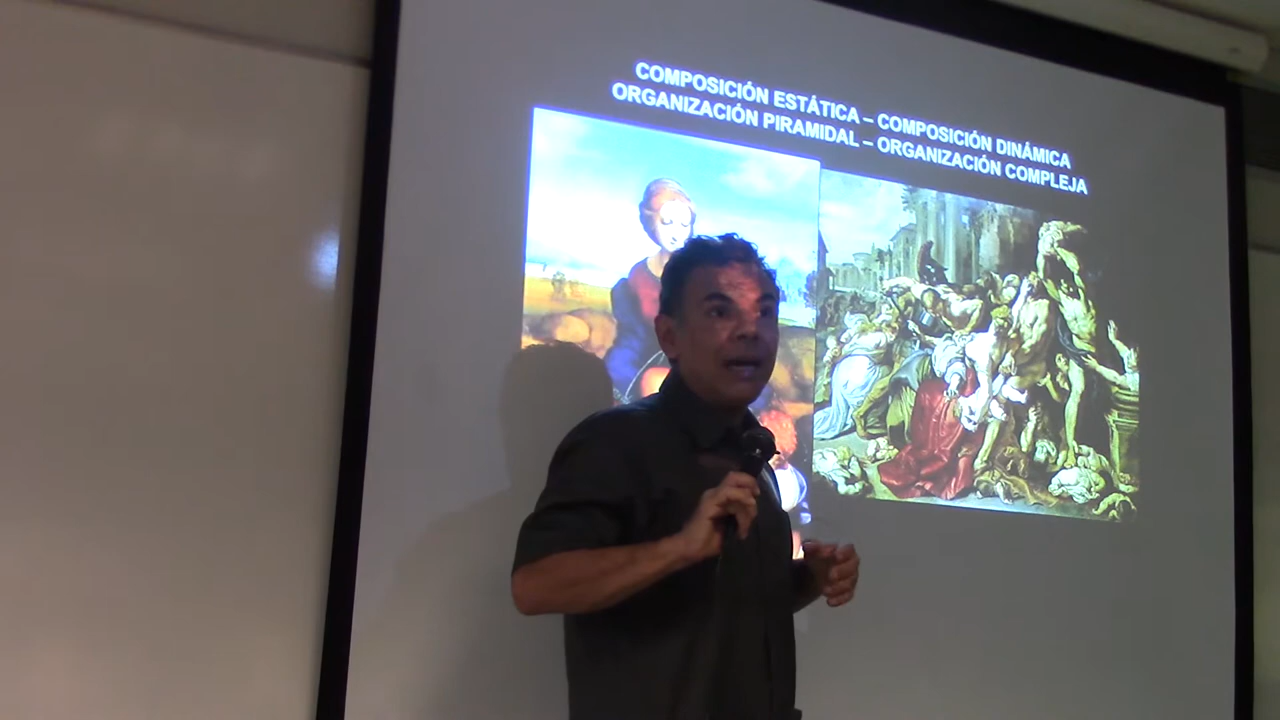 COMPOSICIÓN ESTÁTICA – COMPOSICIÓN DINÁMICA
ORGANIZACIÓN PIRAMIDAL – ORGANIZACIÓN COMPLEJA